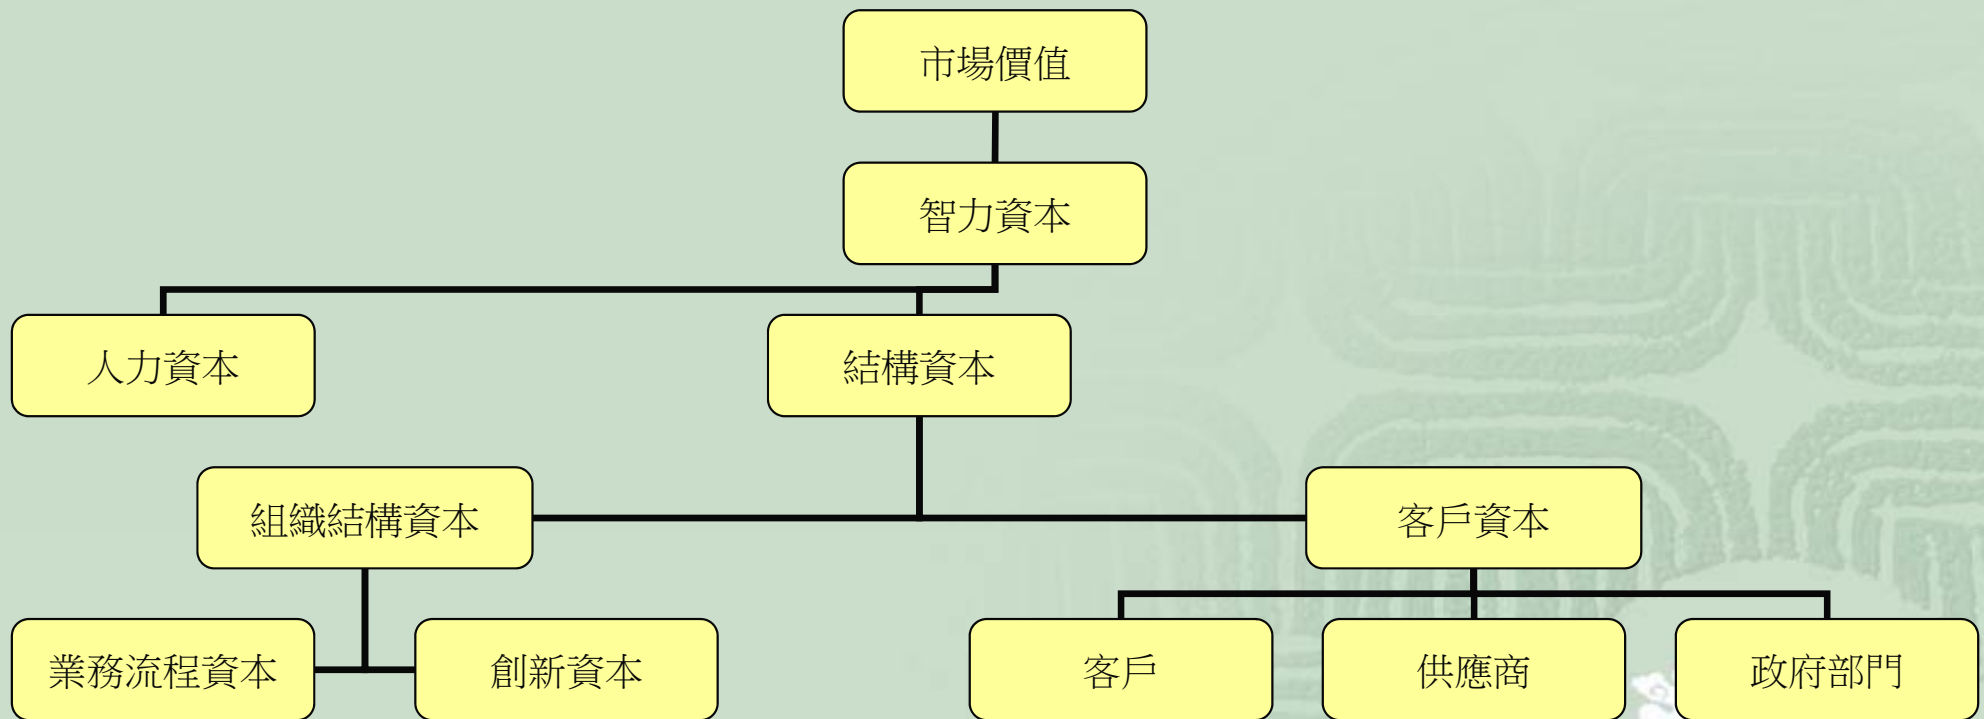 市場價值
智力資本
人力資本
結構資本
組織結構資本
客戶資本
業務流程資本
創新資本
客戶
供應商
政府部門